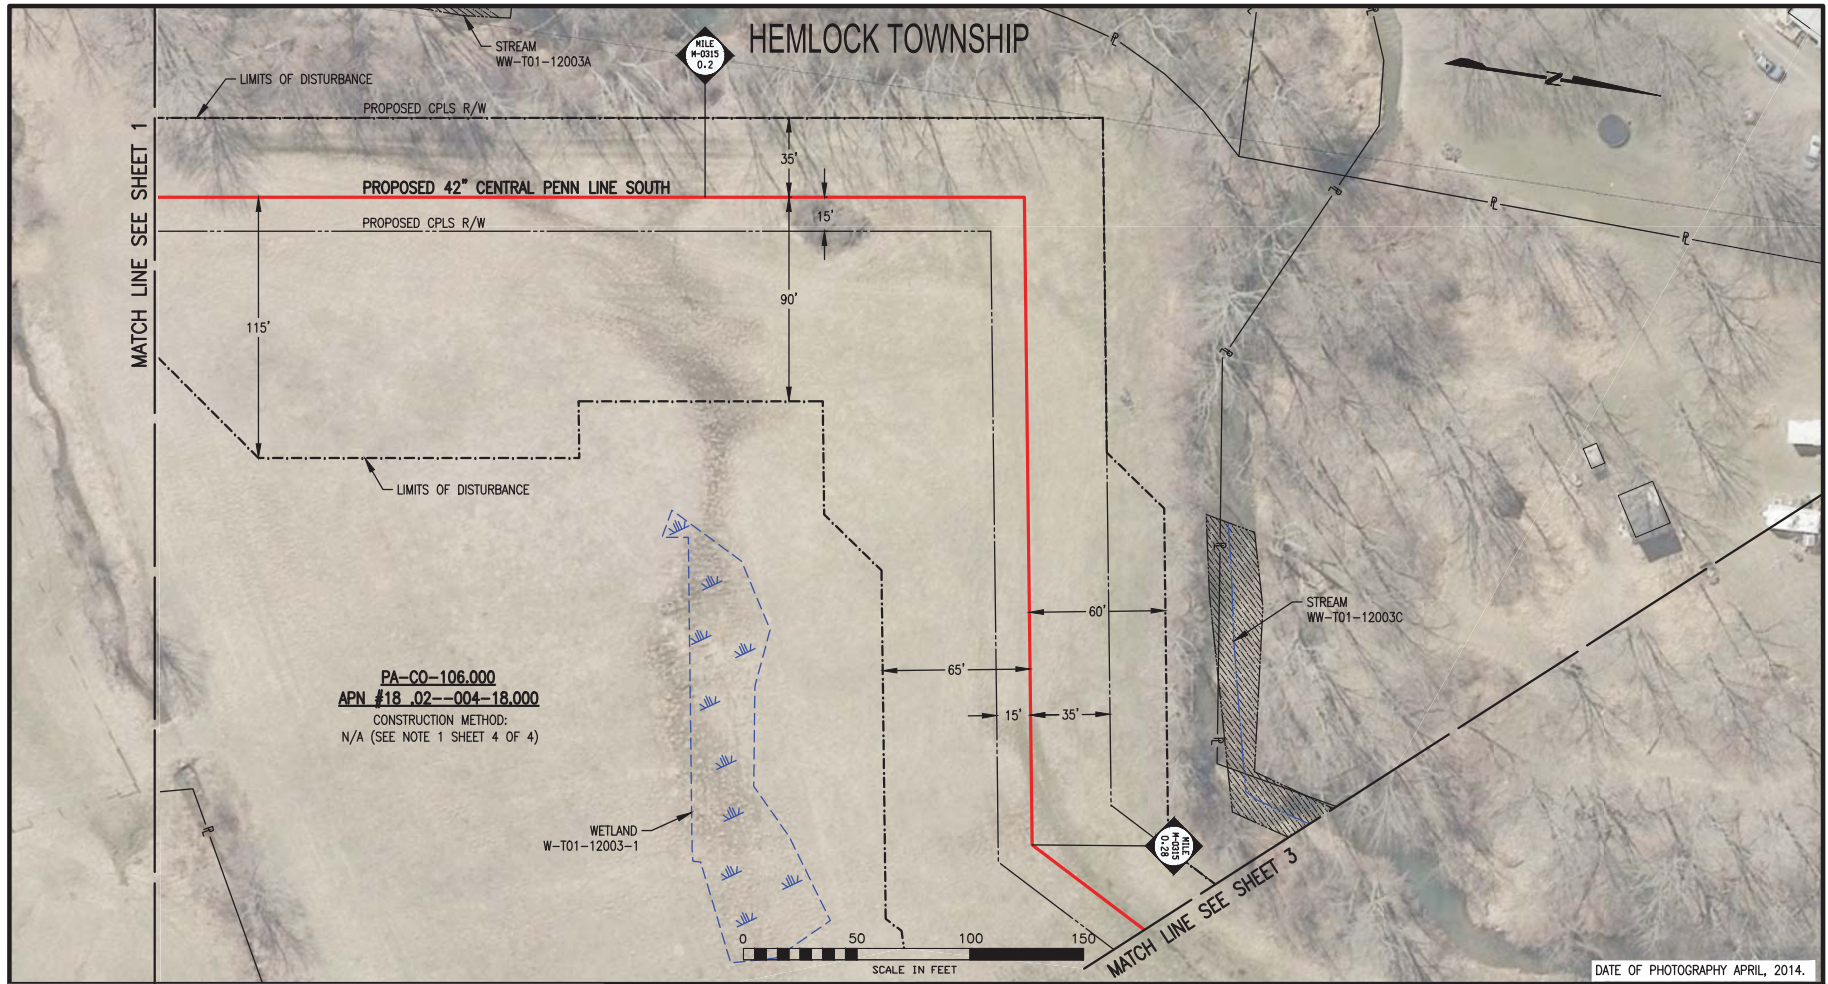 HEMLOCK TOWNSHIP
STREAM
WW-T01-12003A
MILE
M-0315
0.2
N
LIMITS OF DISTURBANCE
PROPOSED CPLS R/W
MATCH LINE SEE SHEET 1
35'
PROPOSED 42" CENTRAL PENN LINE SOUTH
15'
PROPOSED CPLS R/W
115'
90'
LIMITS OF DISTURBANCE
60'
STREAM
WW-T01-12003C
65'
15'
35'
PA-CO-106.000
APN #18 .02--004-18.000
CONSTRUCTION METHOD:
N/A (SEE NOTE 1 SHEET 4 OF 4)
WETLAND
W-T01-12003-1
MILE
M-0315
0.28
MATCH LINE SEE SHEET 3
0 50 100 150
SCALE IN FEET
DATE OF PHOTOGRAPHY APRIL, 2014.